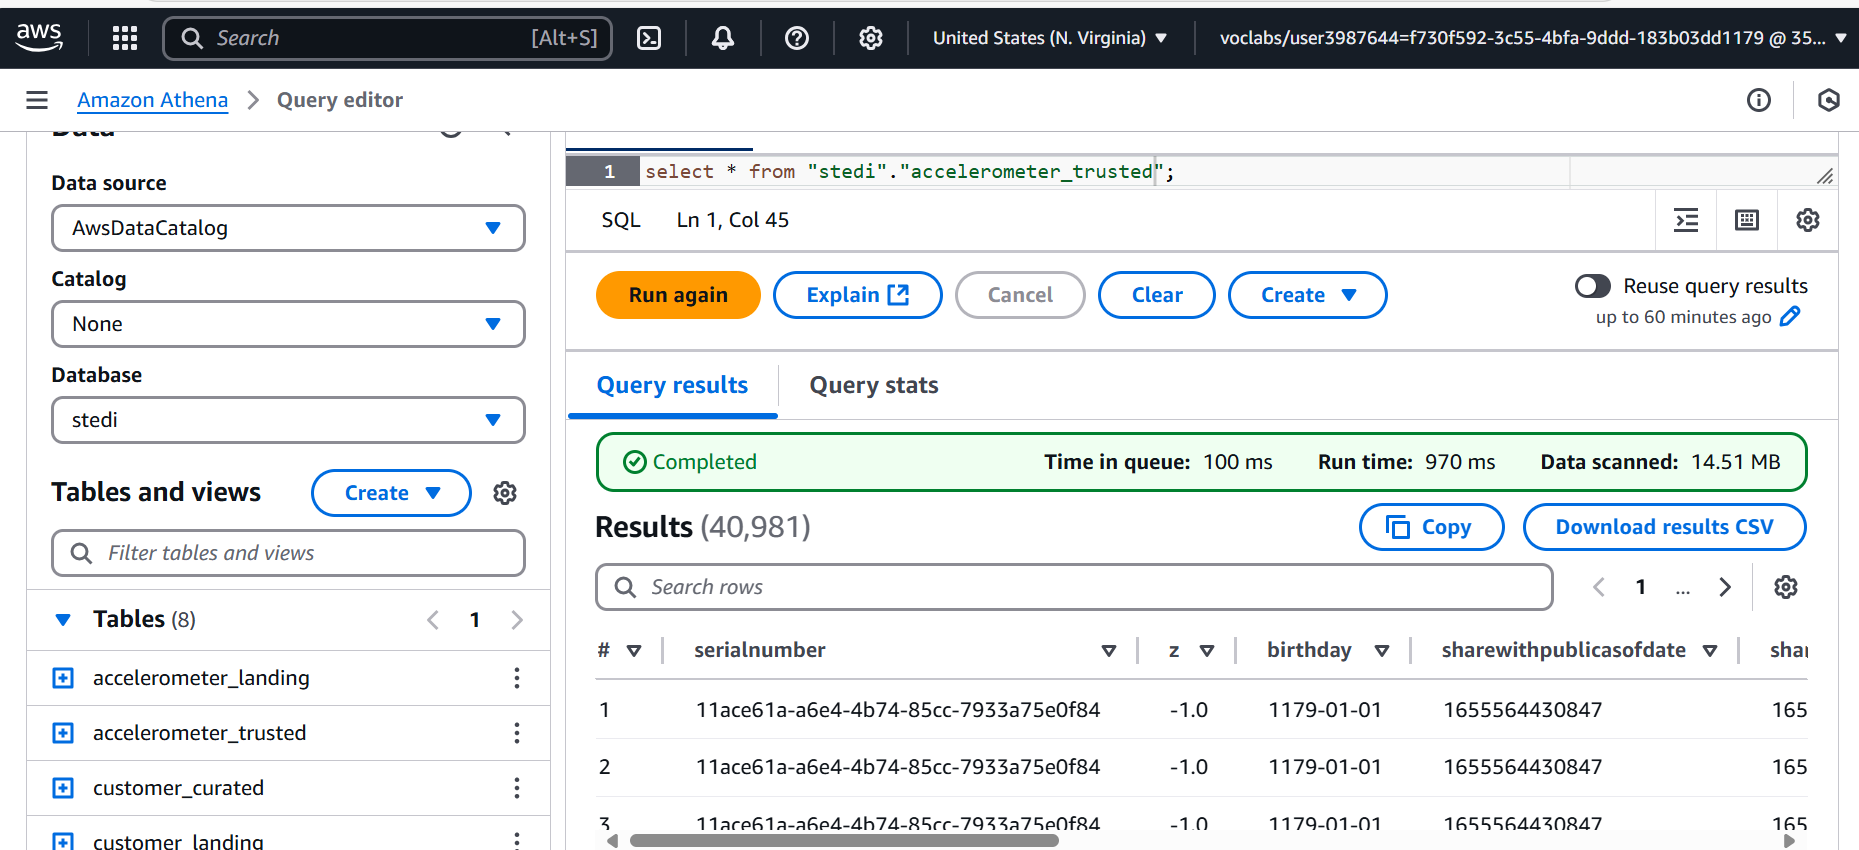 aws
Search [Alt+S]
United States (N. Virginia)
voclabs/user3987644=f730f592-3c55-4bfa-9ddd-183b03dd1179 @ 35...
Amazon Athena > Query editor
Data
Data source
AwsDataCatalog
Catalog
None
Database
stedi
Tables and views
Create
Filter tables and views
Tables (8)
1
accelerometer_landing
accelerometer_trusted
customer_curated
customer_landing
1 select * from "stedi"."accelerometer_trusted";
SQL Ln 1, Col 45
Run again Explain Cancel Clear Create
Reuse query results
up to 60 minutes ago
Query results Query stats
Completed Time in queue: 100 ms Run time: 970 ms Data scanned: 14.51 MB
Results (40,981)
Copy Download results CSV
Search rows
1 ...
# serialnumber z birthday sharewithpublicasofdate shar
1 11ace61a-a6e4-4b74-85cc-7933a75e0f84 -1.0 1179-01-01 1655564430847 165
2 11ace61a-a6e4-4b74-85cc-7933a75e0f84 -1.0 1179-01-01 1655564430847 165
3 11ace61a-a6e4-4b74-85cc-7933a75e0f84 -1.0 1179-01-01 1655564430847 165